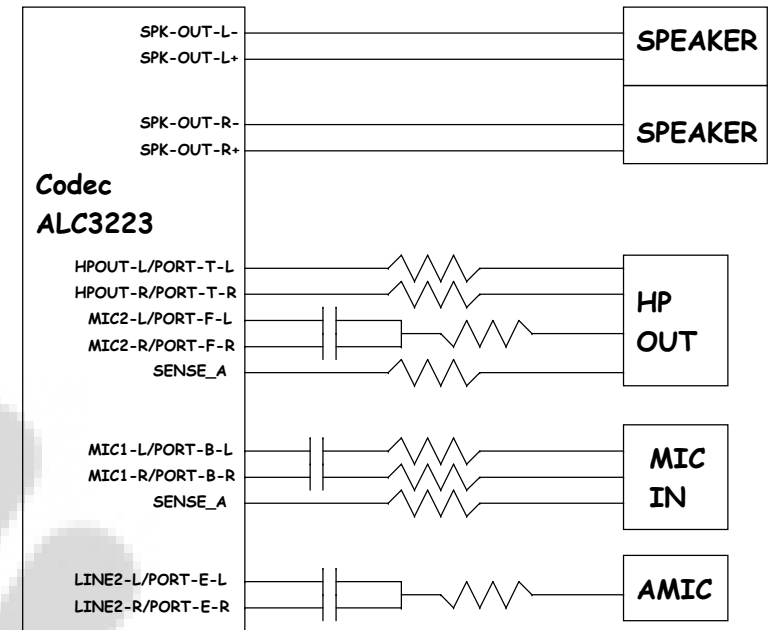 SPK-OUT-L-
SPK-OUT-L+
SPEAKER
SPK-OUT-R-
SPK-OUT-R+
SPEAKER
Codec
ALC3223
HPOUT-L/PORT-T-L
HPOUT-R/PORT-T-R
MIC2-L/PORT-F-L
MIC2-R/PORT-F-R
SENSE_A
HP
OUT
MIC1-L/PORT-B-L
MIC1-R/PORT-B-R
SENSE_A
MIC
IN
LINE2-L/PORT-E-L
LINE2-R/PORT-E-R
AMIC